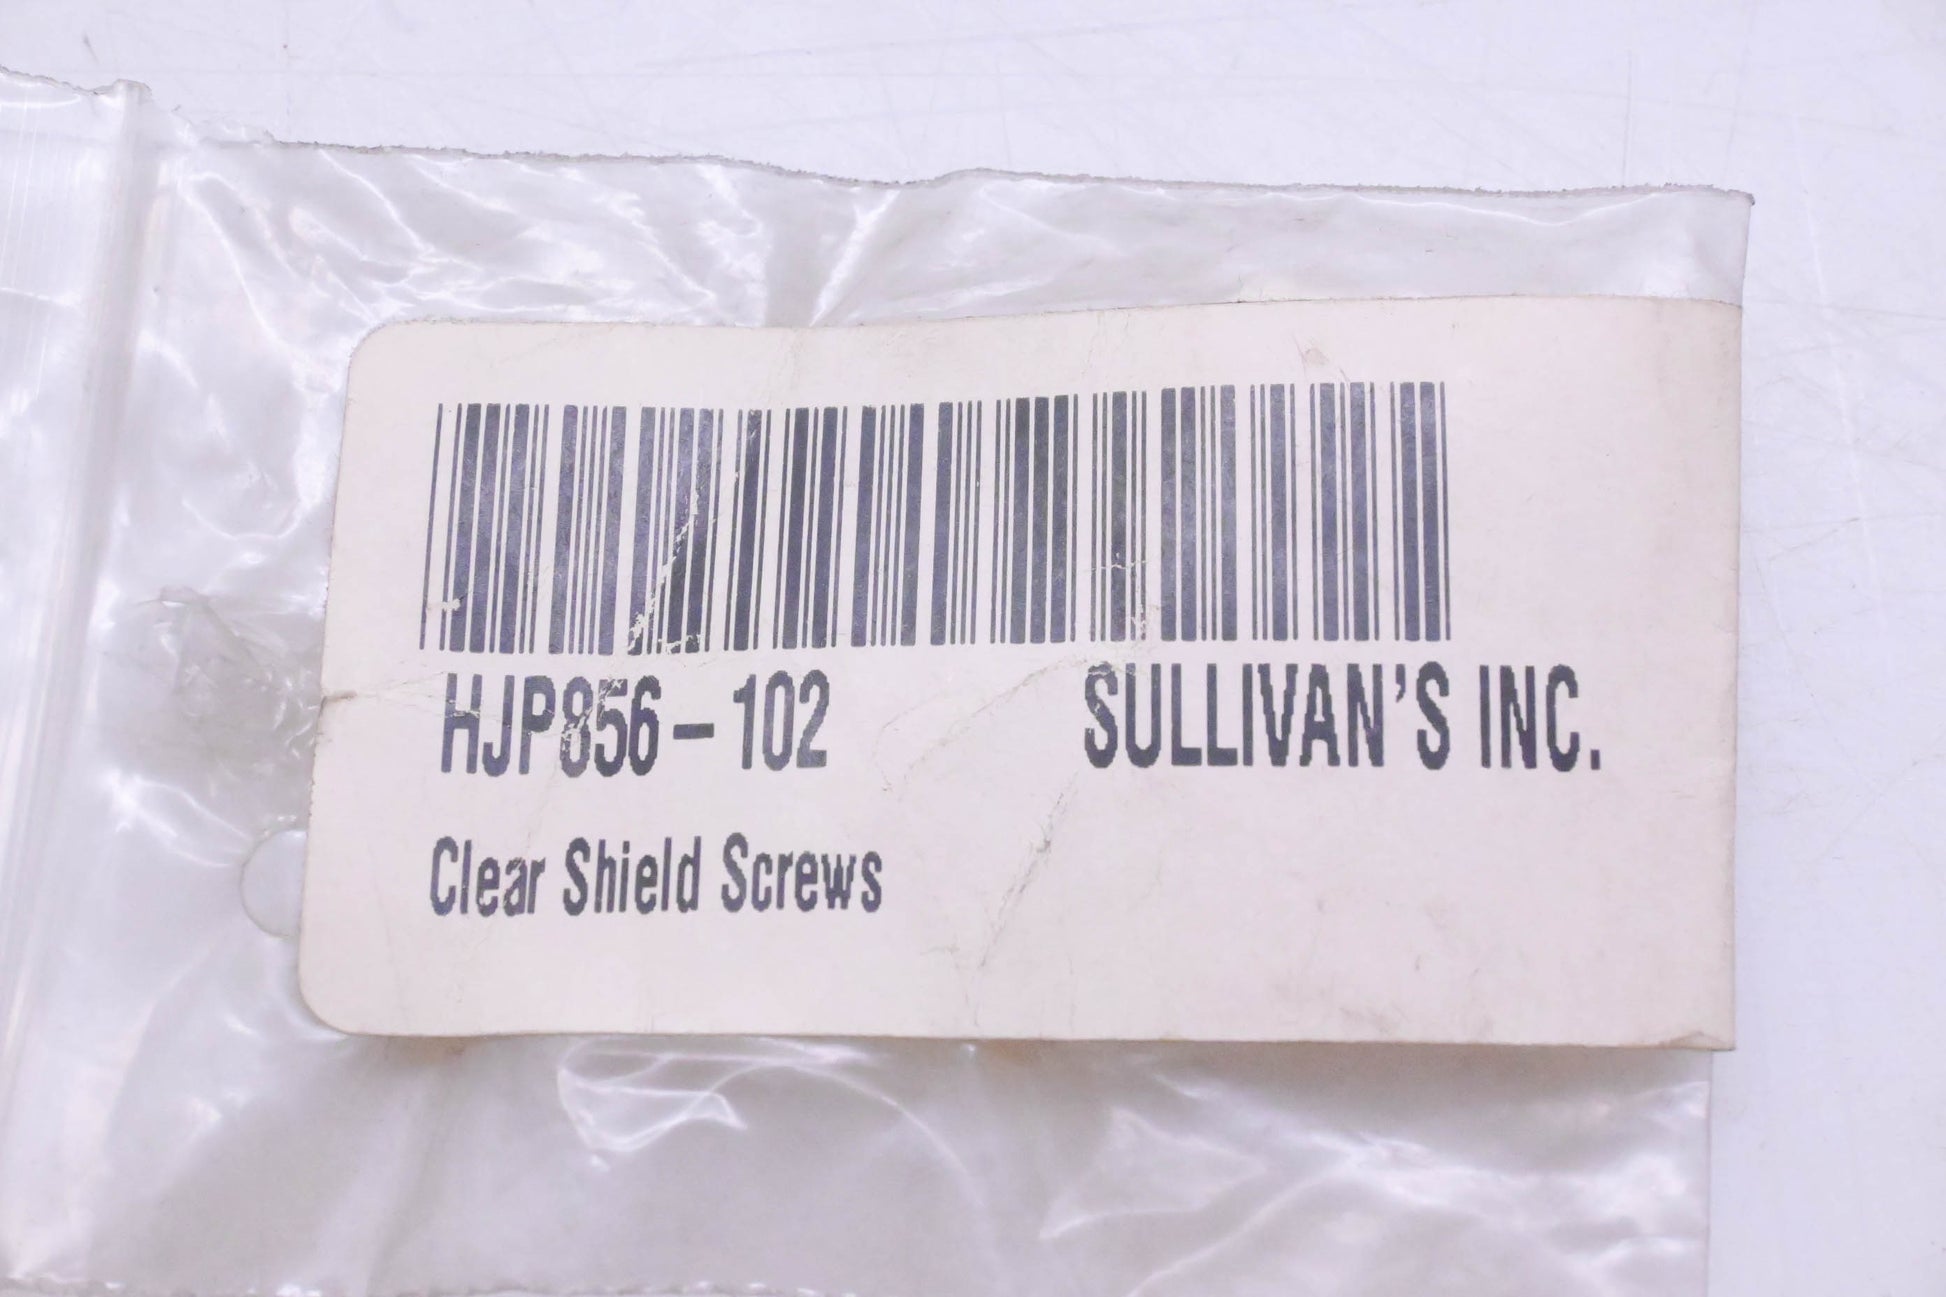 HJP856-102 SULLIVAN'S INC.
Clear Shield Screws